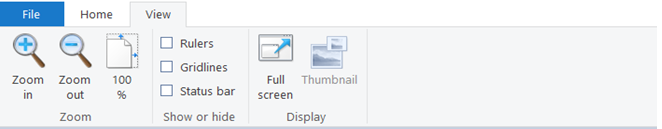 File Home View
Rulers
Gridlines
Status bar
Zoom in
Zoom out
100 %
Full screen
Thumbnail
Zoom Show or hide Display